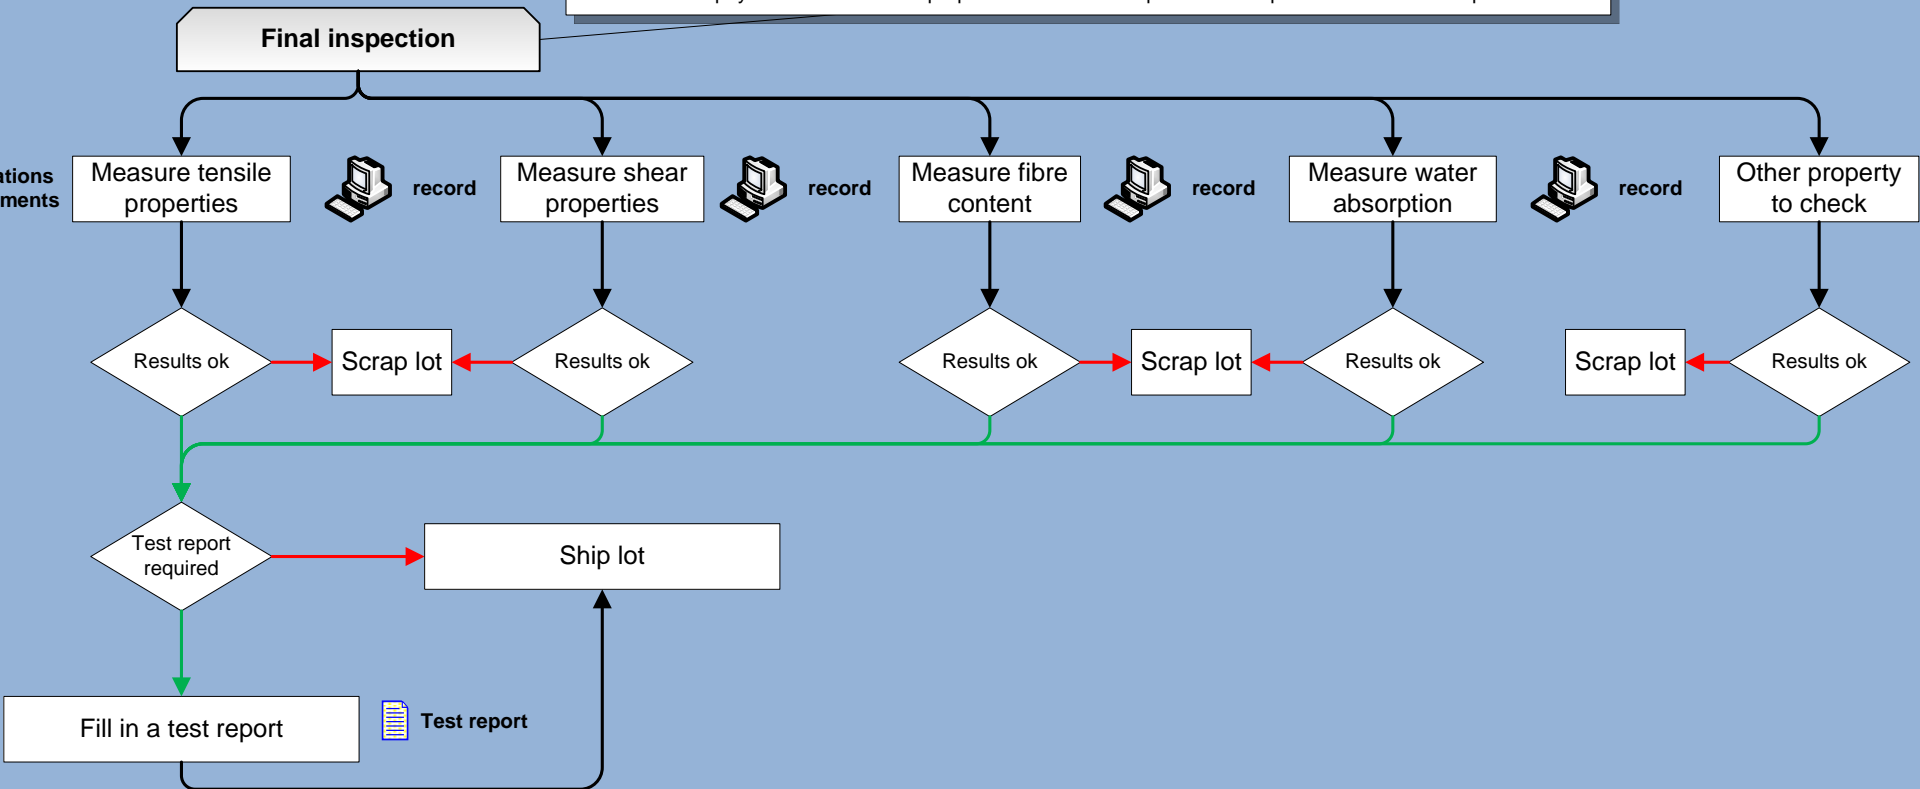 Final inspection
Measure tensile
properties
record
Measure shear
properties
record
Measure fibre
content
record
Measure water
absorption
record
Other property
to check
Results ok
Scrap lot
Results ok
Results ok
Scrap lot
Results ok
Scrap lot
Results ok
Test report
required
Ship lot
Fill in a test report
Test report